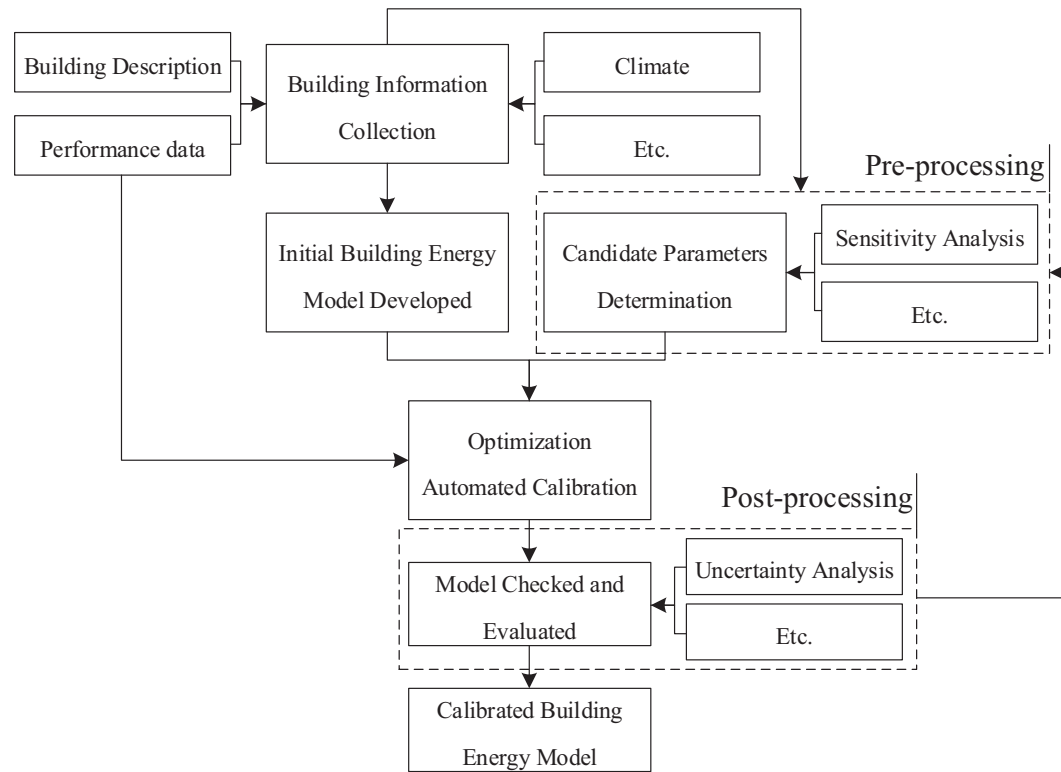 Building Description
Performance data
Building Information
Collection
Climate
Etc.
Pre-processing
Initial Building Energy
Model Developed
Candidate Parameters
Determination
Sensitivity Analysis
Etc.
Optimization
Automated Calibration
Post-processing
Model Checked and
Evaluated
Uncertainty Analysis
Etc.
Calibrated Building
Energy Model